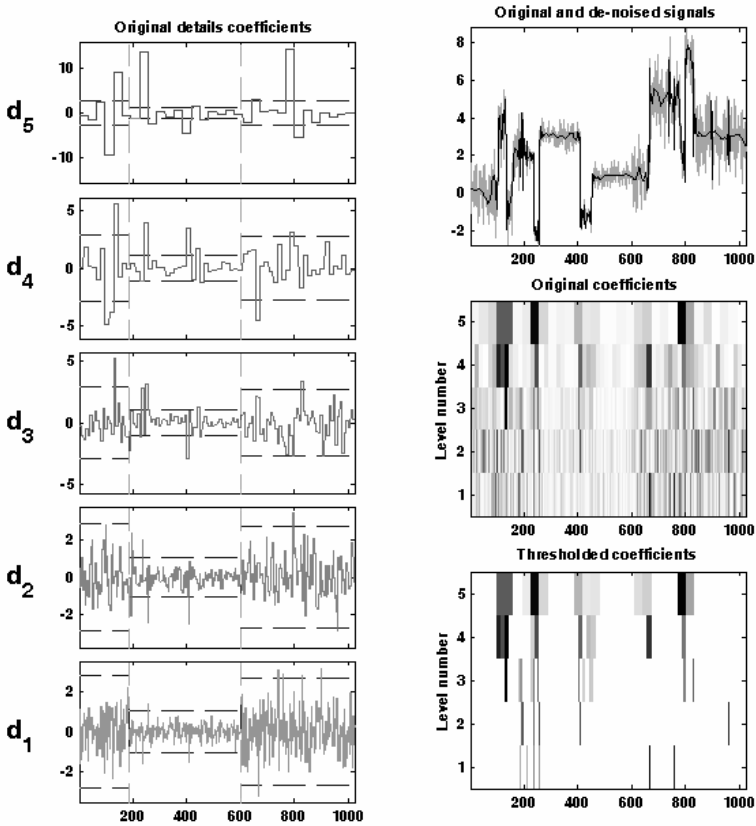 Original details coefficients
d5
10
0
-10
d4
5
0
-5
d3
5
0
-5
d2
2
0
-2
d1
2
0
-2
200 400 600 800 1000
Original and de-noised signals
8
6
4
2
0
-2
200 400 600 800 1000
Original coefficients
Level number
5
4
3
2
1
200 400 600 800 1000
Thresholded coefficients
Level number
5
4
3
2
1
200 400 600 800 1000